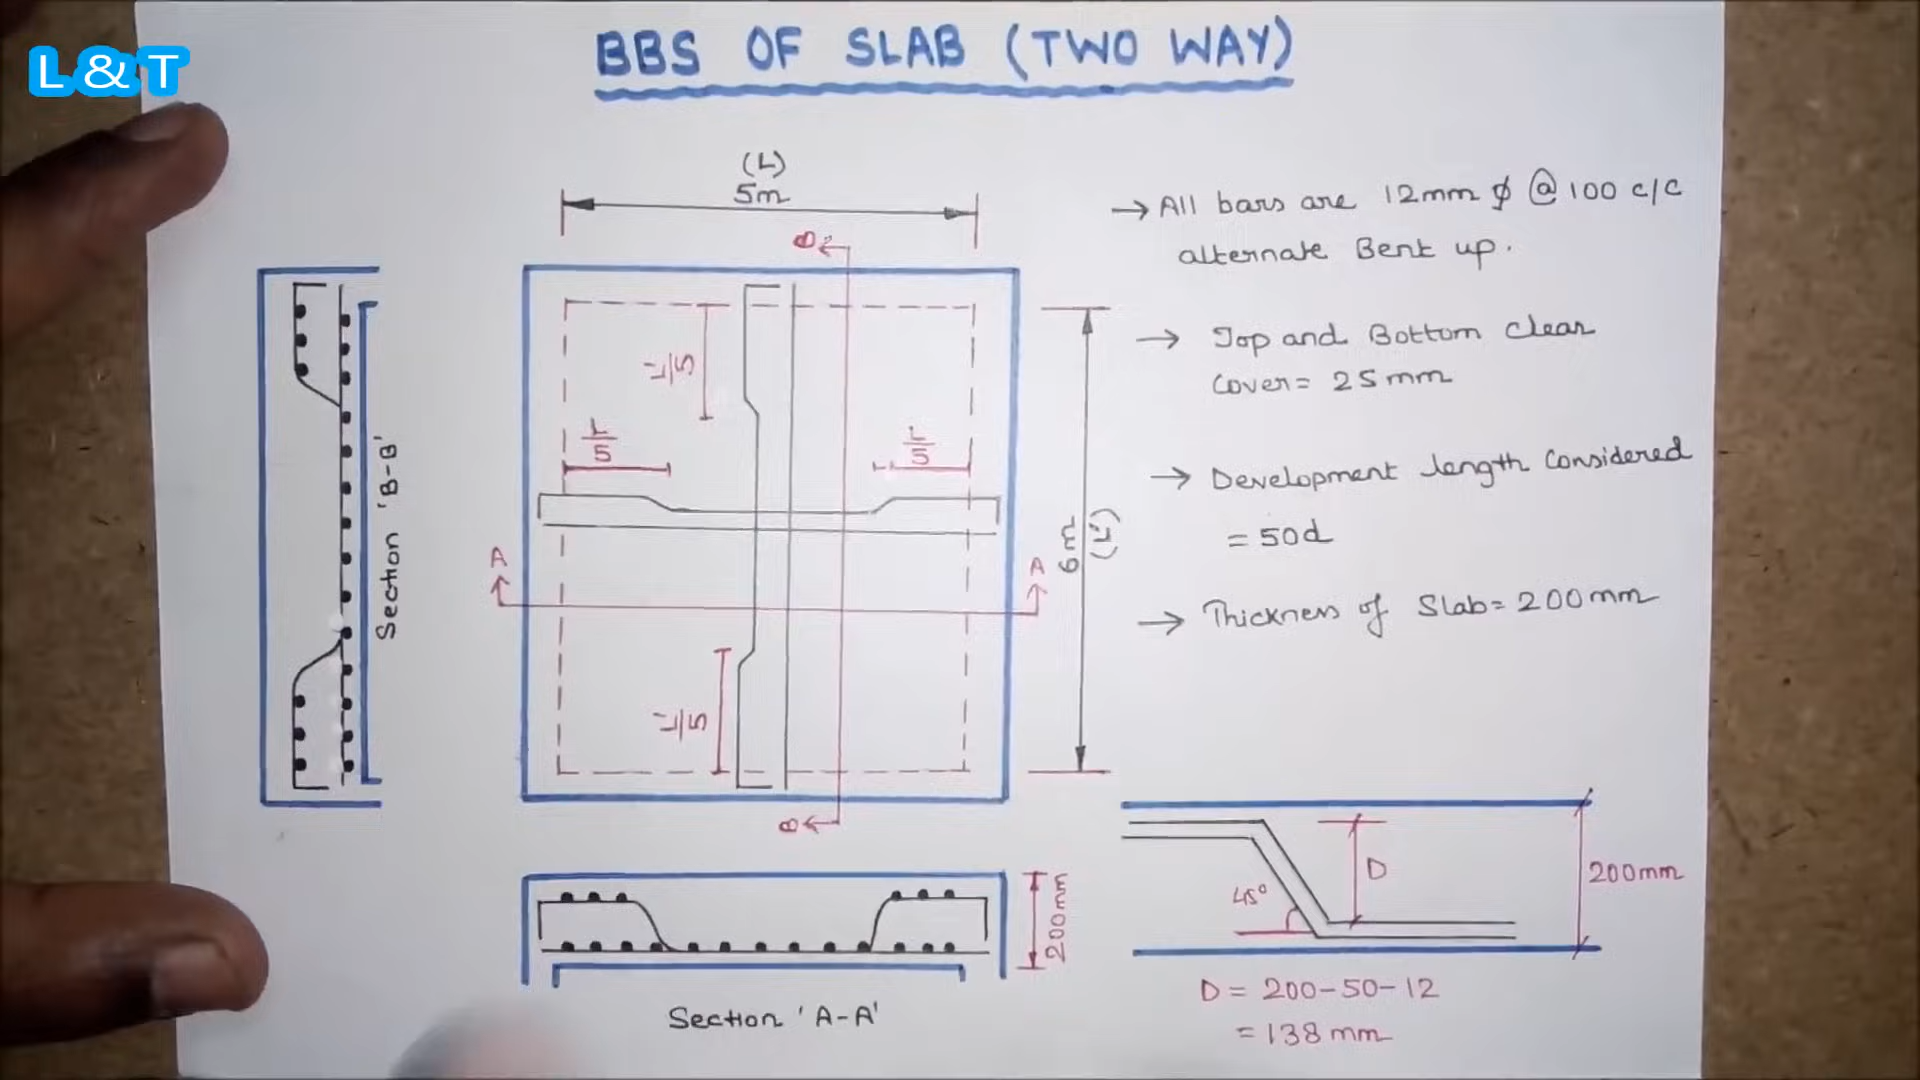 L & T
BBS OF SLAB (TWO WAY)
(L)
5m
B
→ All bars are 12mm ⌀ @ 100 c/c
alternate Bent up.
→ Top and Bottom Clear
Cover = 25mm
→ Development length Considered
= 50d
→ Thickness of Slab = 200mm
L'/5
L/5
L/5
Section 'B-B'
A
A
6m
(L')
L'/5
B
200mm
Section 'A-A'
45°
D
200mm
D = 200-50-12
= 138mm